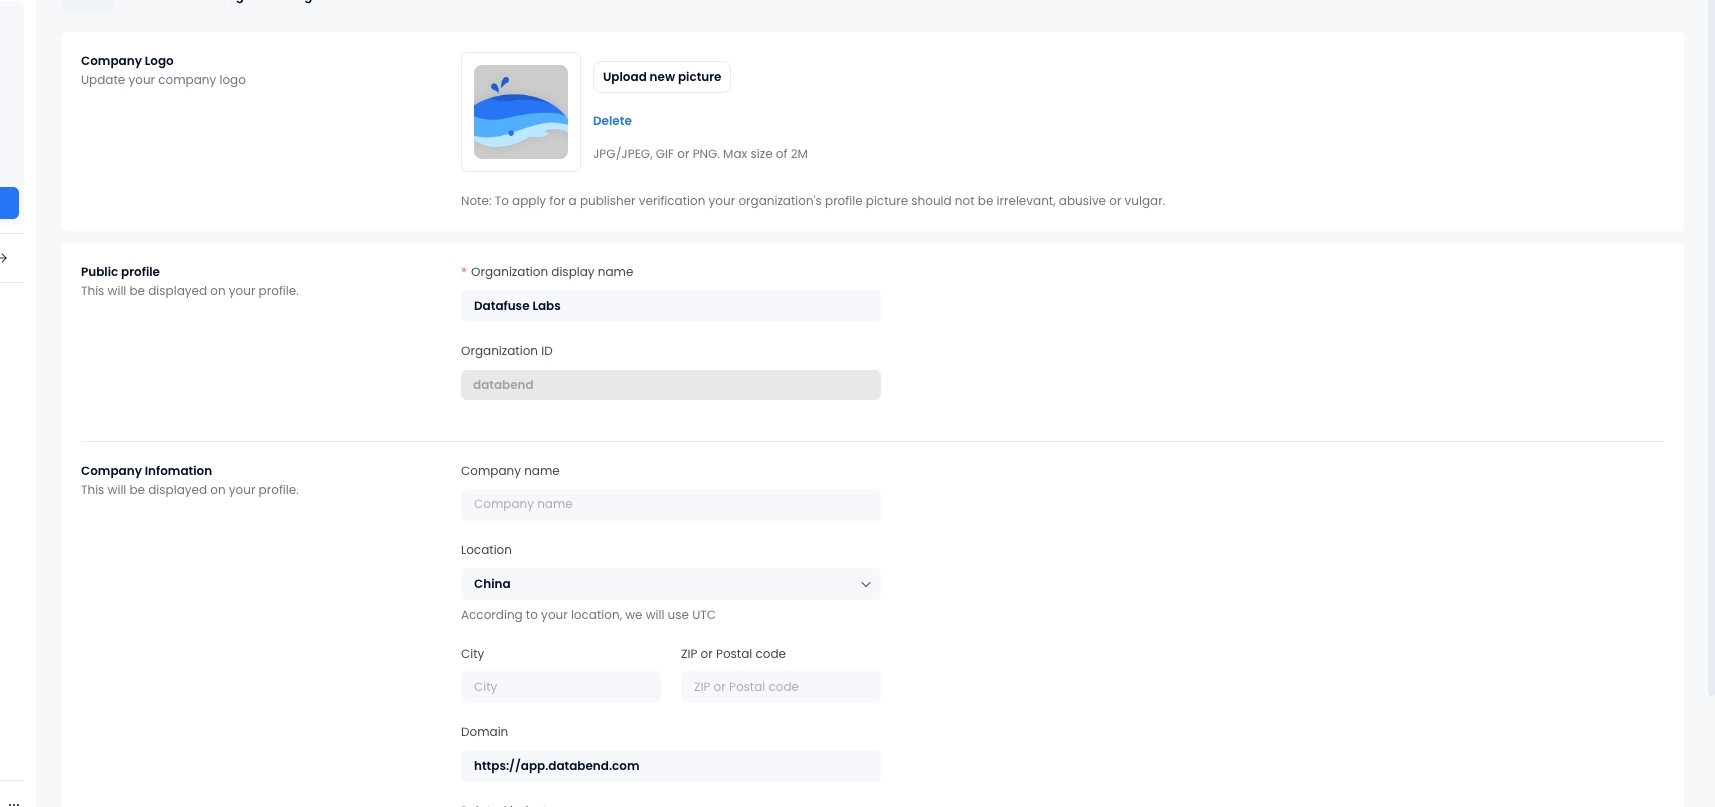 Company Logo
Update your company logo
Upload new picture
Delete
JPG/JPEG, GIF or PNG. Max size of 2M
Note: To apply for a publisher verification your organization's profile picture should not be irrelevant, abusive or vulgar.
Public profile
This will be displayed on your profile.
* Organization display name
Datafuse Labs
Organization ID
databend
Company Infomation
This will be displayed on your profile.
Company name
Company name
Location
China
According to your location, we will use UTC
City
ZIP or Postal code
City
ZIP or Postal code
Domain
https://app.databend.com